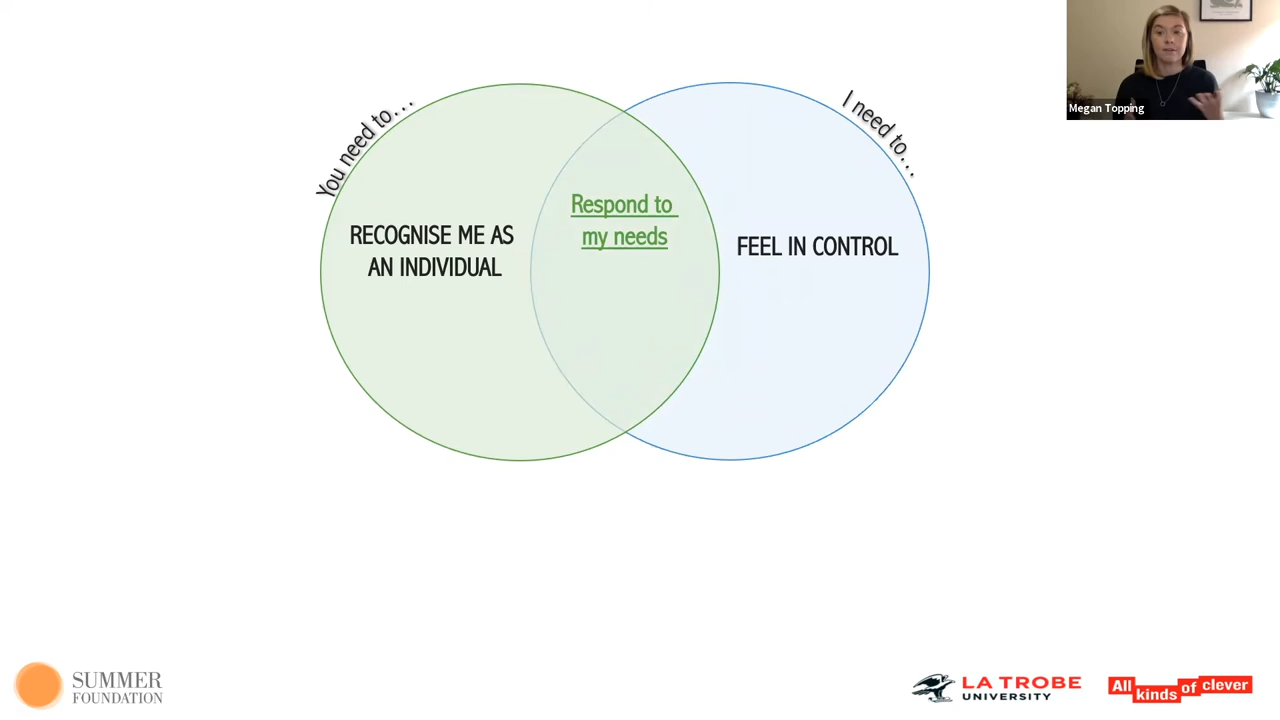 Megan Topping
You need to...
I need to...
RECOGNISE ME AS
AN INDIVIDUAL
Respond to
my needs
FEEL IN CONTROL
SUMMER
FOUNDATION
LA TROBE
UNIVERSITY
All kinds of clever